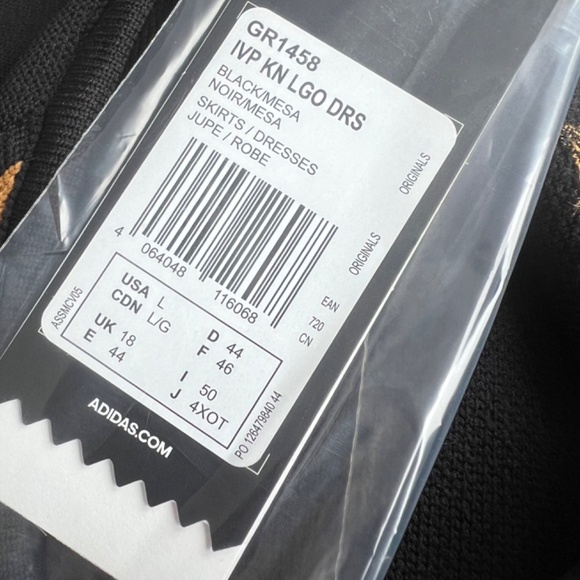 GR1458
IVP KN LGO DRS
BLACK/MESA
NOIR/MESA
SKIRTS / DRESSES
JUPE / ROBE
ORIGINALS
ORIGINALS
4 064048 116068
EAN
720
CN
ASSMCV05
USA L
CDN L/G
UK 18
E 44
D 44
F 46
I 50
J 4XOT
PO 126479840 44
ADIDAS.COM